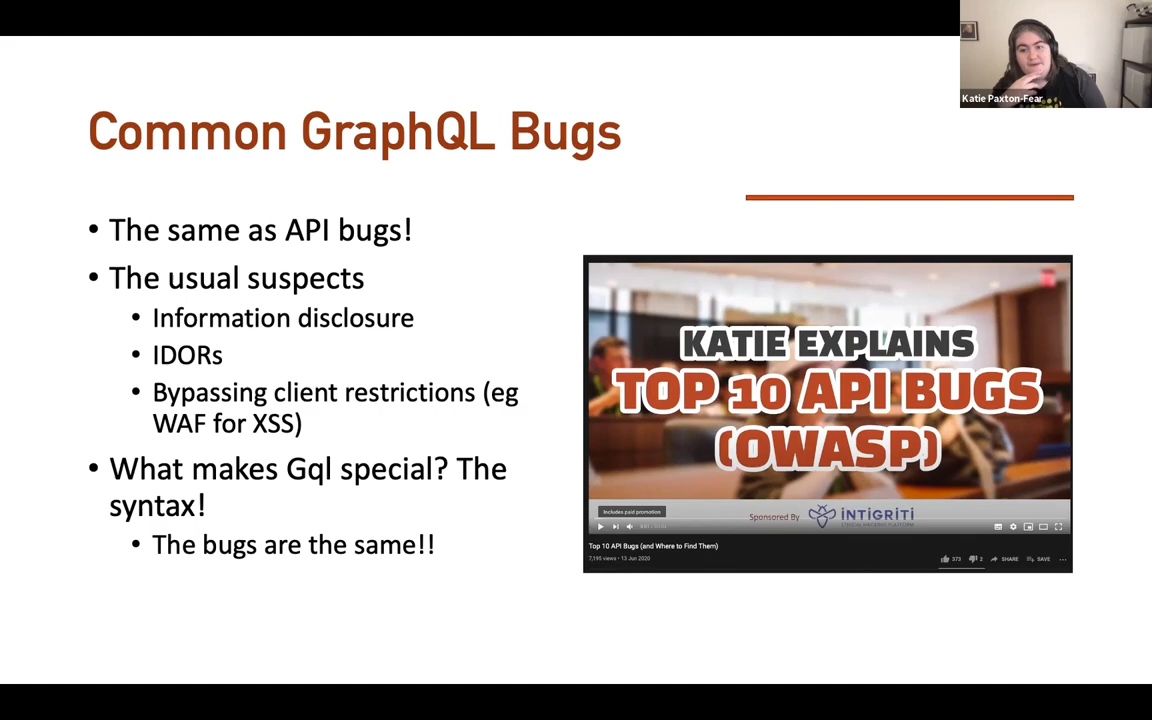 Katie Paxton-Fear
Common GraphQL Bugs
• The same as API bugs!
• The usual suspects
• Information disclosure
• IDORs
• Bypassing client restrictions (eg
WAF for XSS)
• What makes Gql special? The
syntax!
• The bugs are the same!!
KATIE EXPLAINS
TOP 10 API BUGS
(OWASP)
Includes paid promotion
Sponsored By INTIGRITI
Top 10 API Bugs (and Where to Find Them)
7,195 views • 13 Jun 2020
373 2 SHARE SAVE